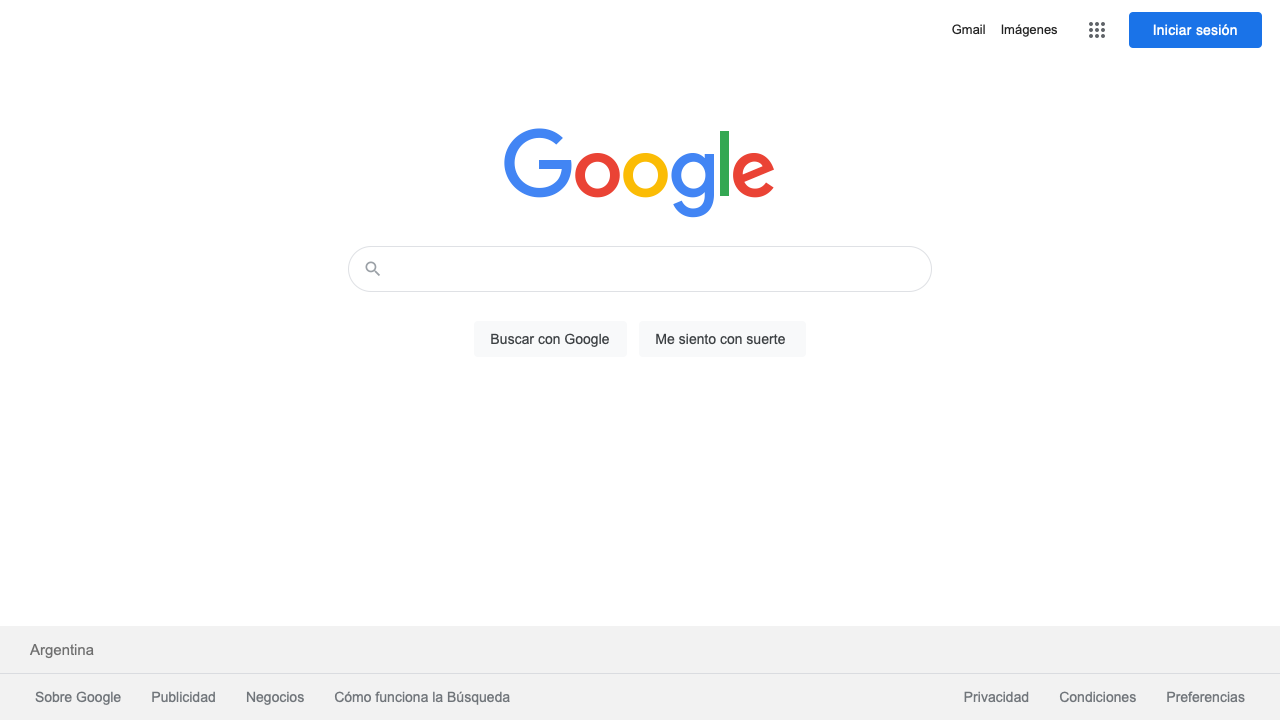 Gmail Imágenes Iniciar sesión
Google
Buscar con Google Me siento con suerte
Argentina
Sobre Google Publicidad Negocios Cómo funciona la Búsqueda Privacidad Condiciones Preferencias